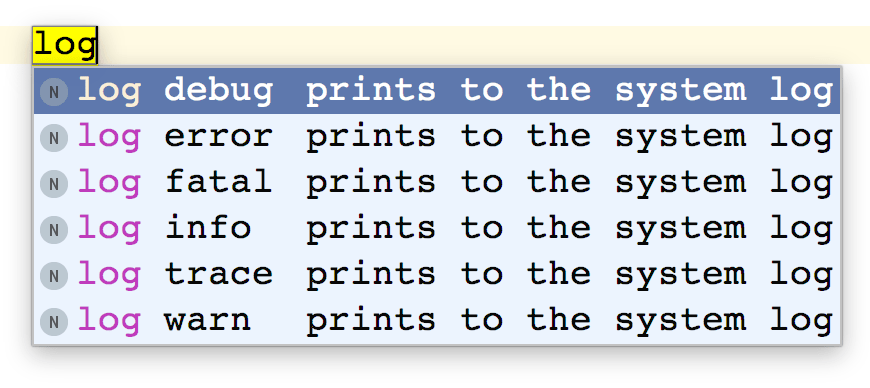 log
N log debug prints to the system log
N log error prints to the system log
N log fatal prints to the system log
N log info prints to the system log
N log trace prints to the system log
N log warn prints to the system log